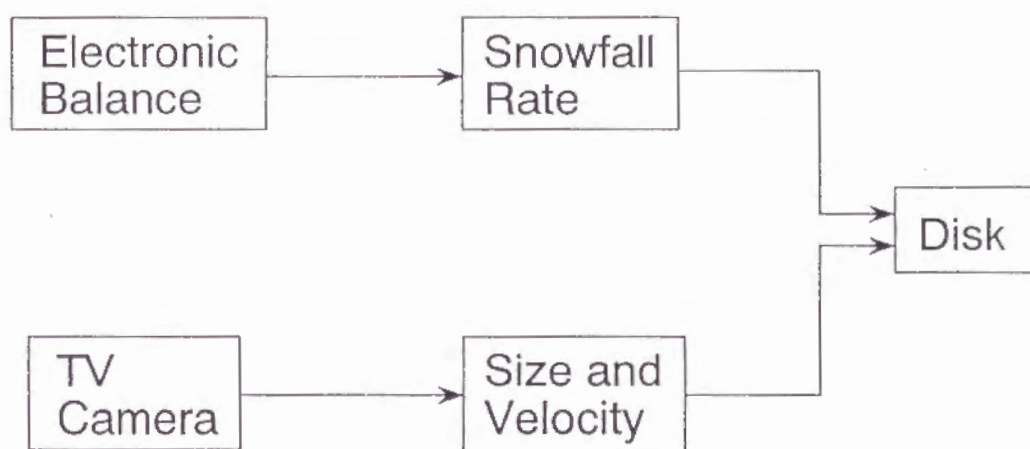 Electronic
Balance
Snowfall
Rate
Disk
TV
Camera
Size and
Velocity